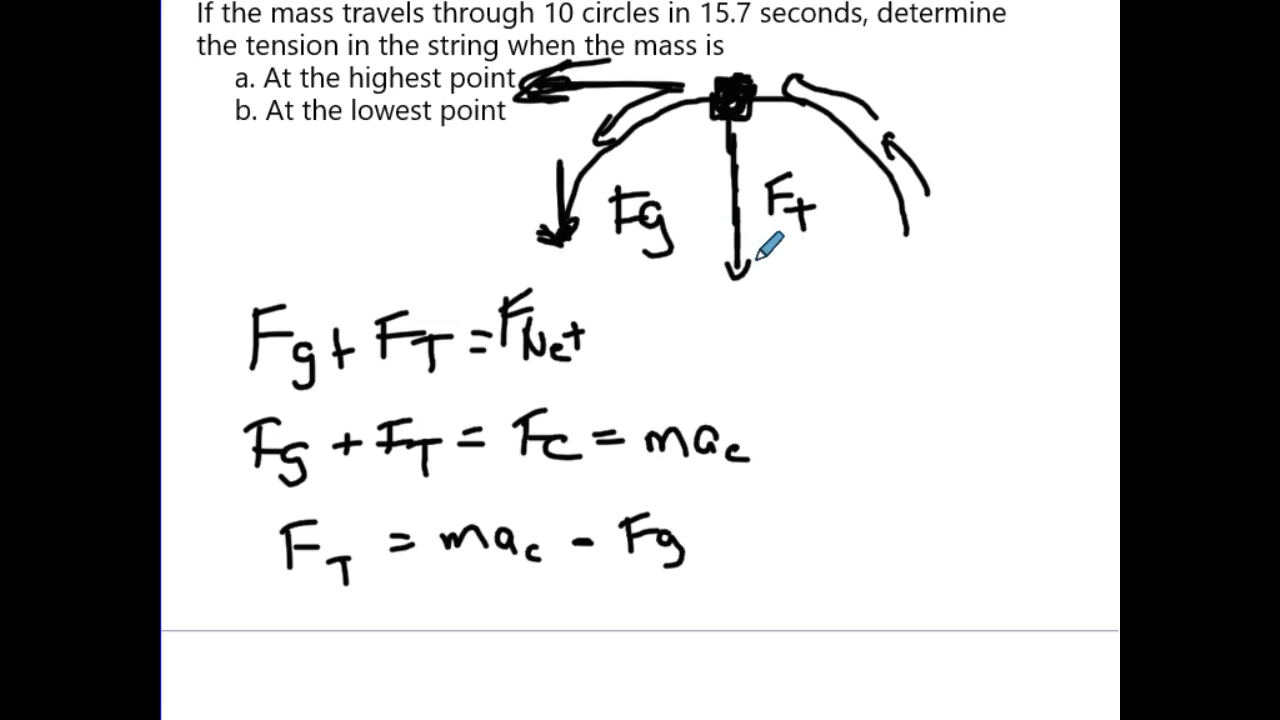 If the mass travels through 10 circles in 15.7 seconds, determine
the tension in the string when the mass is
a. At the highest point
b. At the lowest point
Fg Ft
Fg + FT = FNet
Fg + FT = Fc = mac
FT = mac - Fg